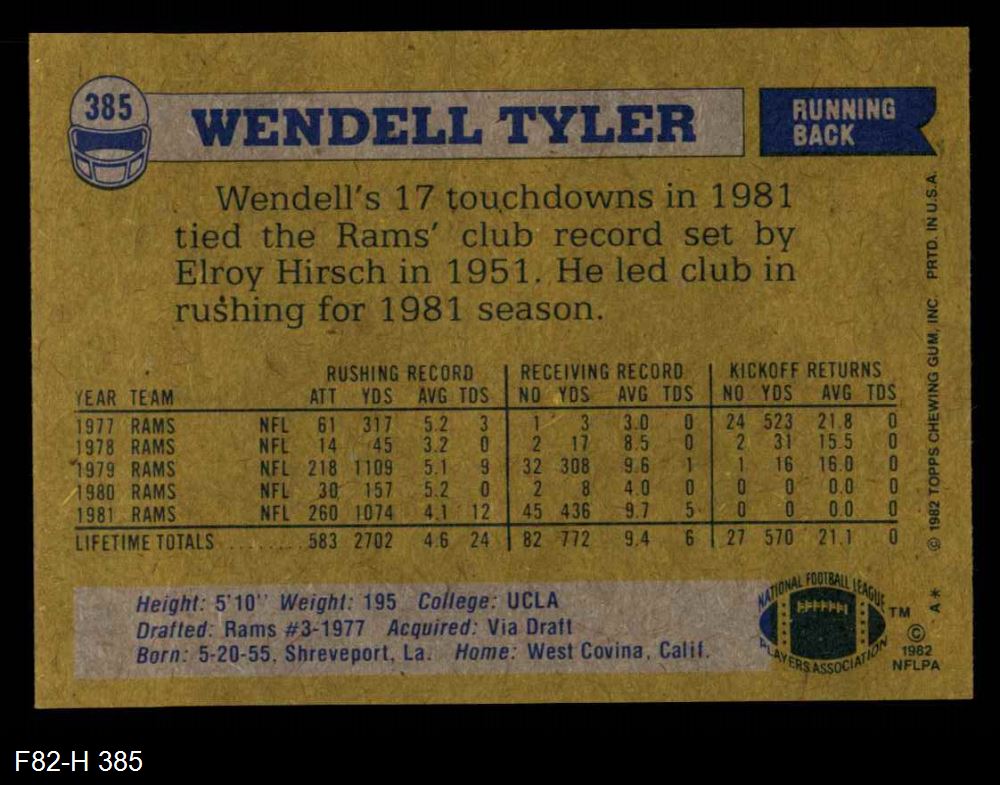 385
WENDELL TYLER
RUNNING
BACK
Wendell's 17 touchdowns in 1981
tied the Rams' club record set by
Elroy Hirsch in 1951. He led club in
rushing for 1981 season.
RUSHING RECORD RECEIVING RECORD KICKOFF RETURNS
YEAR TEAM ATT YDS AVG TDS NO YDS AVG TDS NO YDS AVG TDS
1977 RAMS NFL 61 317 5.2 3 1 3 3.0 0 24 523 21.8 0
1978 RAMS NFL 14 45 3.2 0 2 17 8.5 0 2 31 15.5 0
1979 RAMS NFL 218 1109 5.1 9 32 308 9.6 1 1 16 16.0 0
1980 RAMS NFL 30 157 5.2 0 2 8 4.0 0 0 0 0.0 0
1981 RAMS NFL 260 1074 4.1 12 45 436 9.7 5 0 0 0.0 0
LIFETIME TOTALS ........ 583 2702 4.6 24 82 772 9.4 6 27 570 21.1 0
Height: 5'10" Weight: 195 College: UCLA
Drafted: Rams #3-1977 Acquired: Via Draft
Born: 5-20-55, Shreveport, La. Home: West Covina, Calif.
NATIONAL FOOTBALL LEAGUE
PLAYERS ASSOCIATION
TM
©
1982
NFLPA
A*
© 1982 TOPPS CHEWING GUM, INC. PRTD. IN U.S.A.
F82-H 385